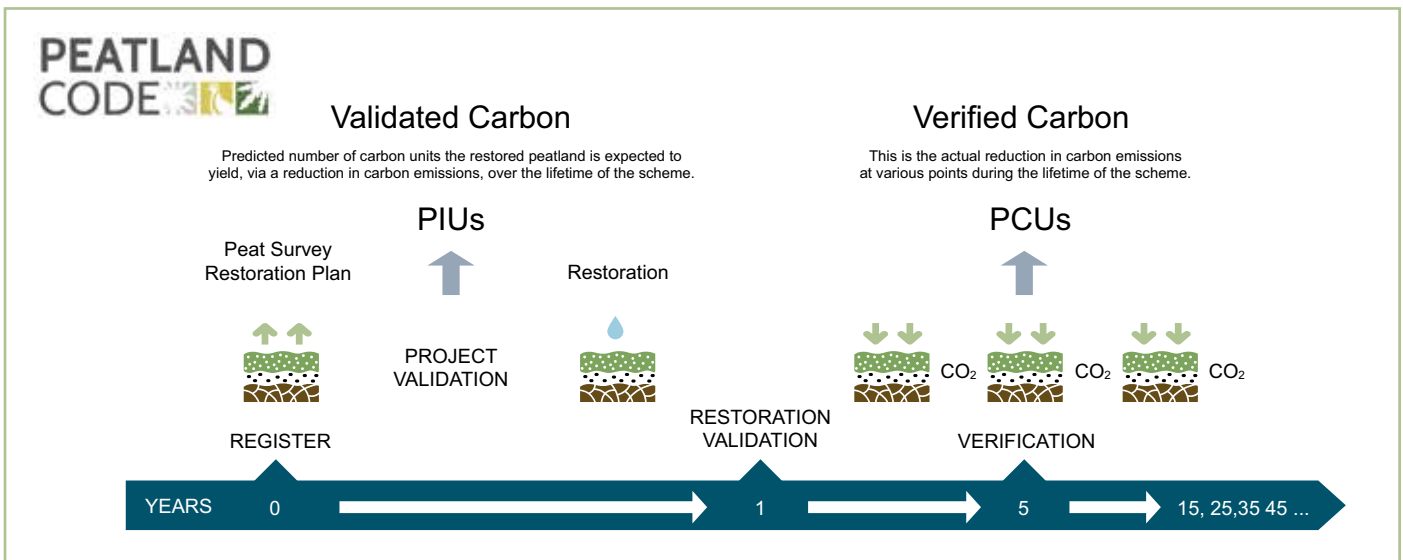 PEATLAND
CODE
Validated Carbon
Predicted number of carbon units the restored peatland is expected to
yield, via a reduction in carbon emissions, over the lifetime of the scheme.
PIUs
Verified Carbon
This is the actual reduction in carbon emissions
at various points during the lifetime of the scheme.
PCUs
Peat Survey
Restoration Plan
Restoration
PROJECT
VALIDATION
CO₂
CO₂
CO₂
REGISTER
RESTORATION
VALIDATION
VERIFICATION
YEARS 0 1 5 15, 25,35 45 ...